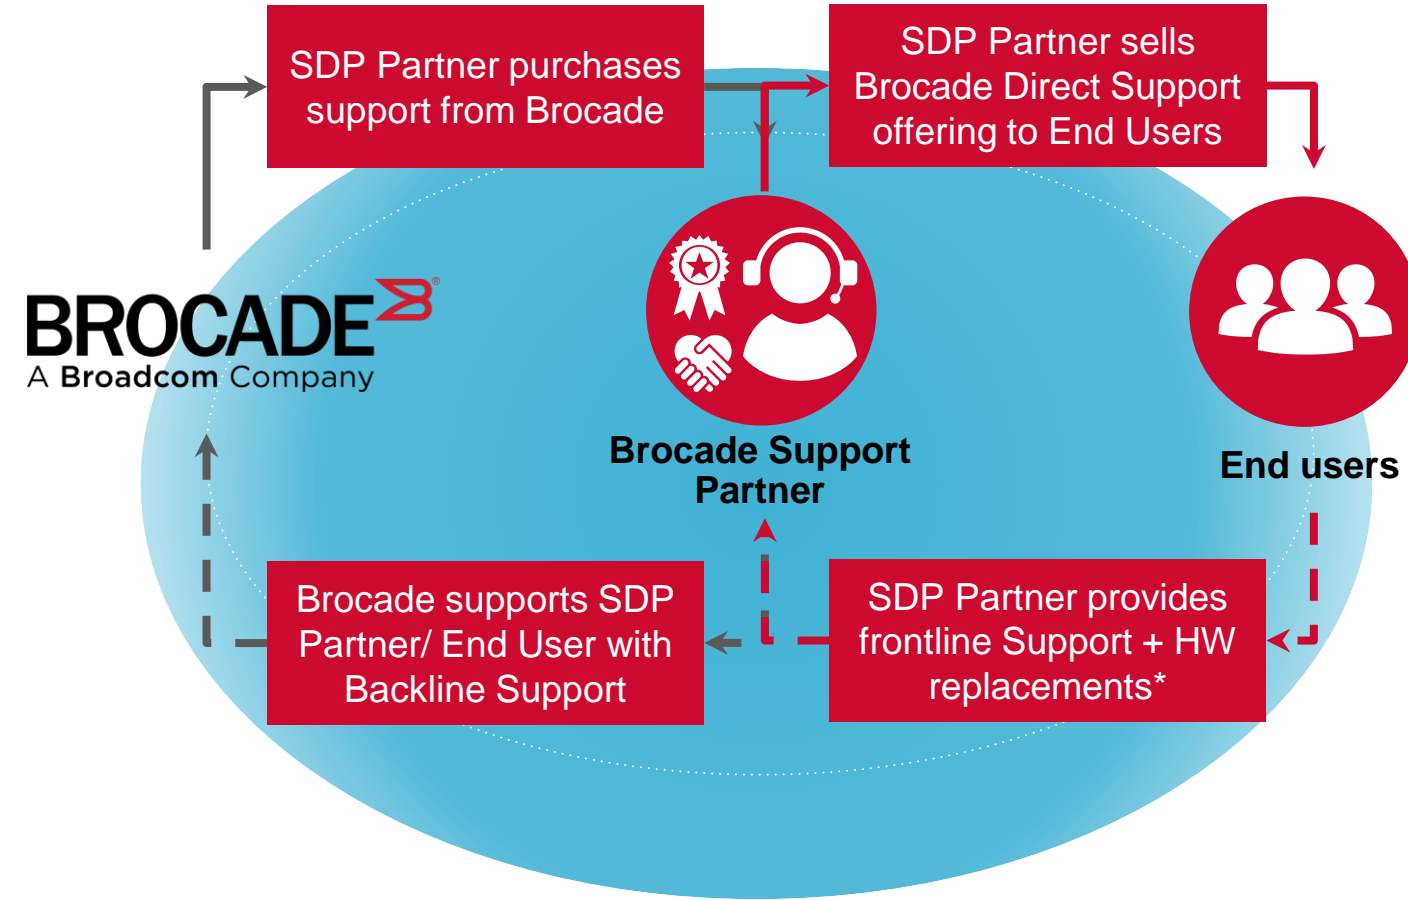 SDP Partner purchases
support from Brocade
SDP Partner sells
Brocade Direct Support
offering to End Users
BROCADE®
A Broadcom Company
Brocade Support
Partner
End users
Brocade supports SDP
Partner/ End User with
Backline Support
SDP Partner provides
frontline Support + HW
replacements*